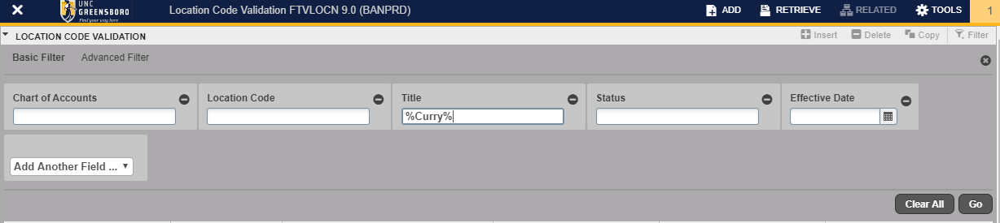 UNC
GREENSBORO
Find your way here
Location Code Validation FTVLOCN 9.0 (BANPRD)
ADD
RETRIEVE
RELATED
TOOLS
1
LOCATION CODE VALIDATION
Insert
Delete
Copy
Filter
Basic Filter
Advanced Filter
Chart of Accounts
Location Code
Title
Status
Effective Date
%Curry%
Add Another Field ...
Clear All
Go